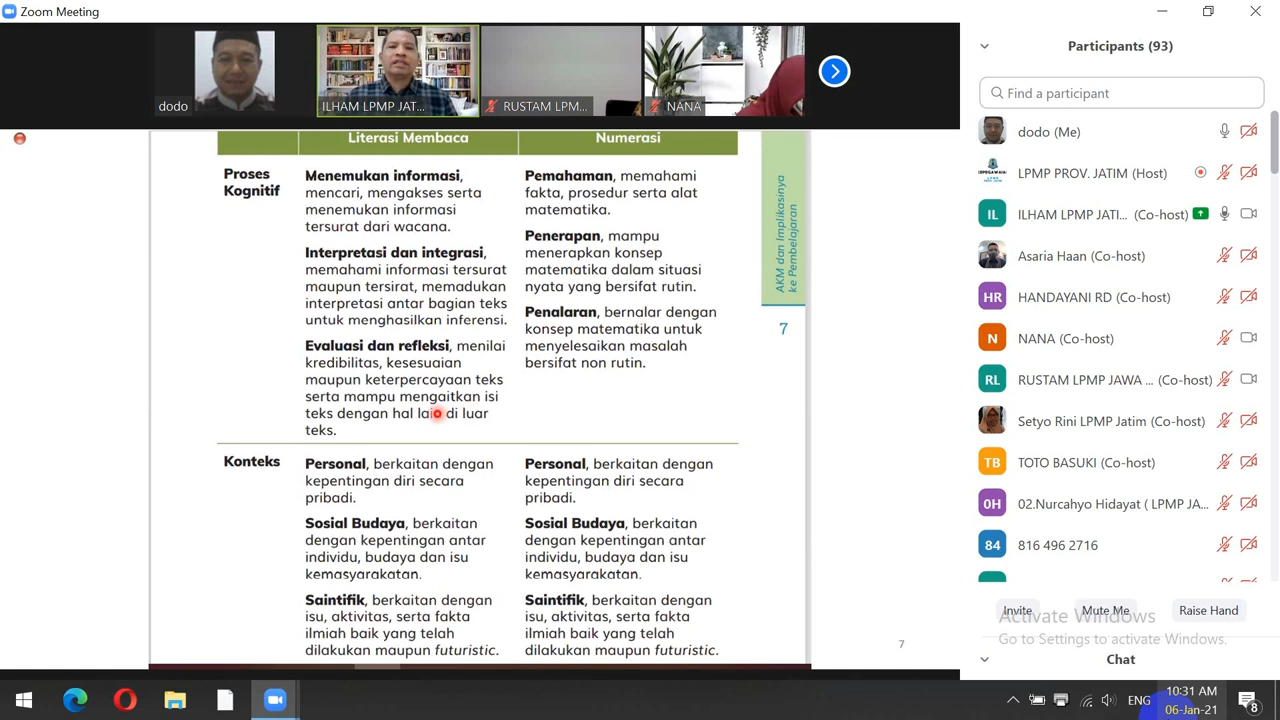 Zoom Meeting
dodo
ILHAM LPMP JAT...
RUSTAM LPM...
NANA
Literasi Membaca
Numerasi
Proses
Kognitif
Menemukan informasi,
mencari, mengakses serta
menemukan informasi
tersurat dari wacana.
Interpretasi dan integrasi,
memahami informasi tersurat
maupun tersirat, memadukan
interpretasi antar bagian teks
untuk menghasilkan inferensi.
Evaluasi dan refleksi, menilai
kredibilitas, kesesuaian
maupun keterpercayaan teks
serta mampu mengaitkan isi
teks dengan hal lain di luar
teks.
Pemahaman, memahami
fakta, prosedur serta alat
matematika.
Penerapan, mampu
menerapkan konsep
matematika dalam situasi
nyata yang bersifat rutin.
Penalaran, bernalar dengan
konsep matematika untuk
menyelesaikan masalah
bersifat non rutin.
Konteks
Personal, berkaitan dengan
kepentingan diri secara
pribadi.
Sosial Budaya, berkaitan
dengan kepentingan antar
individu, budaya dan isu
kemasyarakatan.
Saintifik, berkaitan dengan
isu, aktivitas, serta fakta
ilmiah baik yang telah
dilakukan maupun futuristic.
Personal, berkaitan dengan
kepentingan diri secara
pribadi.
Sosial Budaya, berkaitan
dengan kepentingan antar
individu, budaya dan isu
kemasyarakatan.
Saintifik, berkaitan dengan
isu, aktivitas, serta fakta
ilmiah baik yang telah
dilakukan maupun futuristic.
AKM dan Implikasinya
ke Pembelajaran
7
7
Participants (93)
Find a participant
dodo (Me)
LPMP PROV. JATIM (Host)
IL
ILHAM LPMP JATI... (Co-host)
Asaria Haan (Co-host)
HR
HANDAYANI RD (Co-host)
N
NANA (Co-host)
RL
RUSTAM LPMP JAWA ... (Co-host)
Setyo Rini LPMP Jatim (Co-host)
TB
TOTO BASUKI (Co-host)
0H
02.Nurcahyo Hidayat ( LPMP JA...
84
816 496 2716
Invite
Mute Me
Raise Hand
Activate Windows
Go to Settings to activate Windows.
Chat
ENG
10:31 AM
06-Jan-21
8